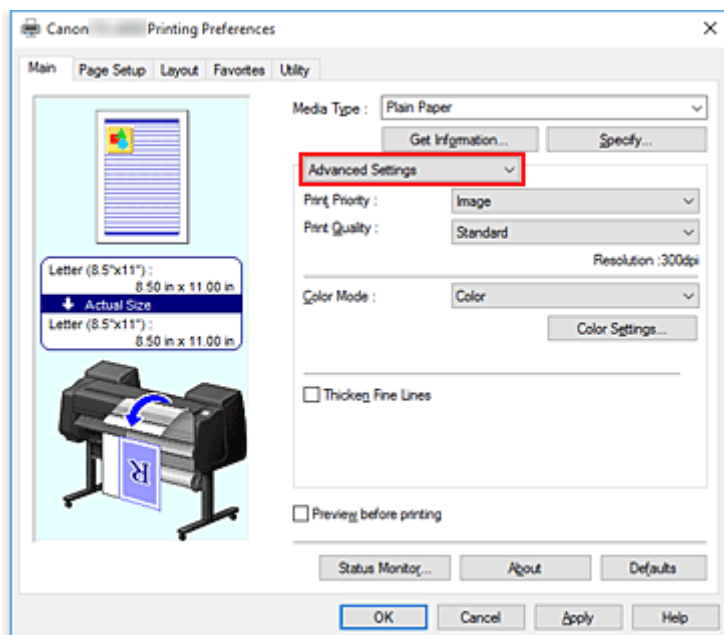 Canon Printing Preferences
Main Page Setup Layout Favorites Utility
Media Type : Plain Paper
Get Information... Specify...
Advanced Settings
Print Priority : Image
Print Quality : Standard
Resolution :300dpi
Letter (8.5"x11") :
8.50 in x 11.00 in
Actual Size
Letter (8.5"x11") :
8.50 in x 11.00 in
Color Mode : Color
Color Settings...
Thicken Fine Lines
R
Preview before printing
Status Monitor... About Defaults
OK Cancel Apply Help